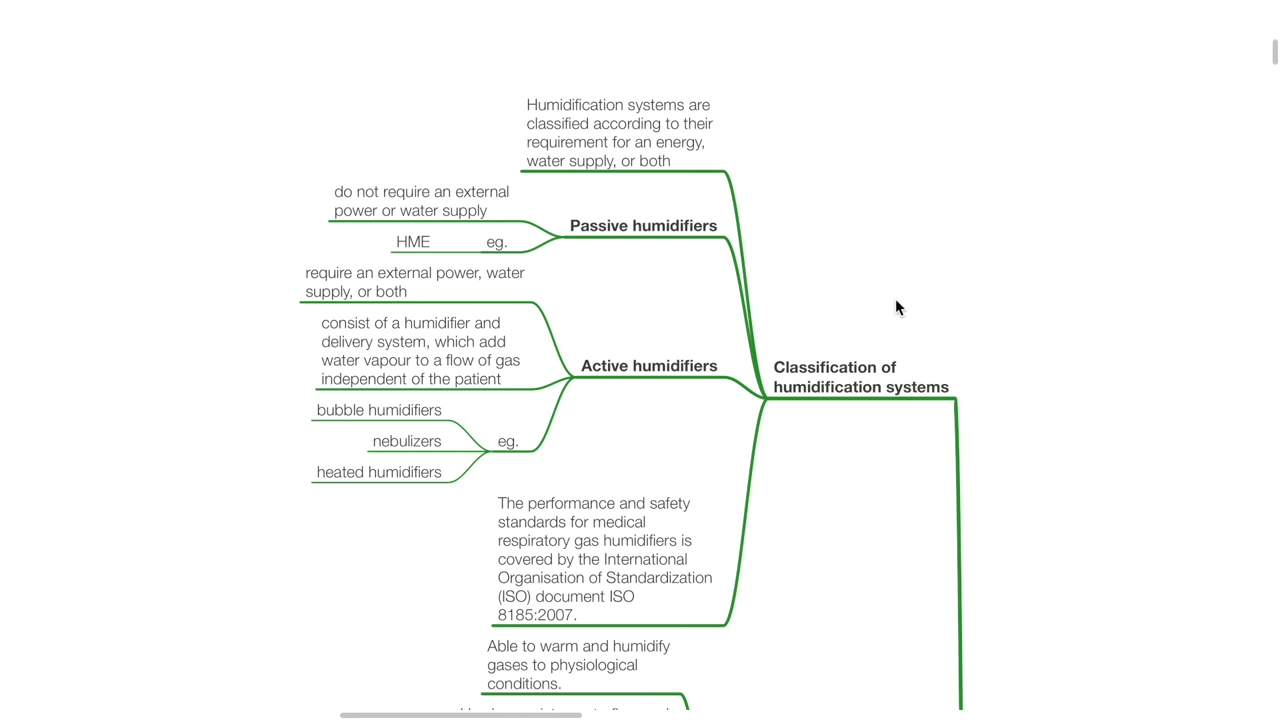 Humidification systems are
classified according to their
requirement for an energy,
water supply, or both
do not require an external
power or water supply
Passive humidifiers
HME
eg.
require an external power, water
supply, or both
consist of a humidifier and
delivery system, which add
water vapour to a flow of gas
independent of the patient
Active humidifiers
Classification of
humidification systems
bubble humidifiers
nebulizers
eg.
heated humidifiers
The performance and safety
standards for medical
respiratory gas humidifiers is
covered by the International
Organisation of Standardization
(ISO) document ISO
8185:2007.
Able to warm and humidify
gases to physiological
conditions.